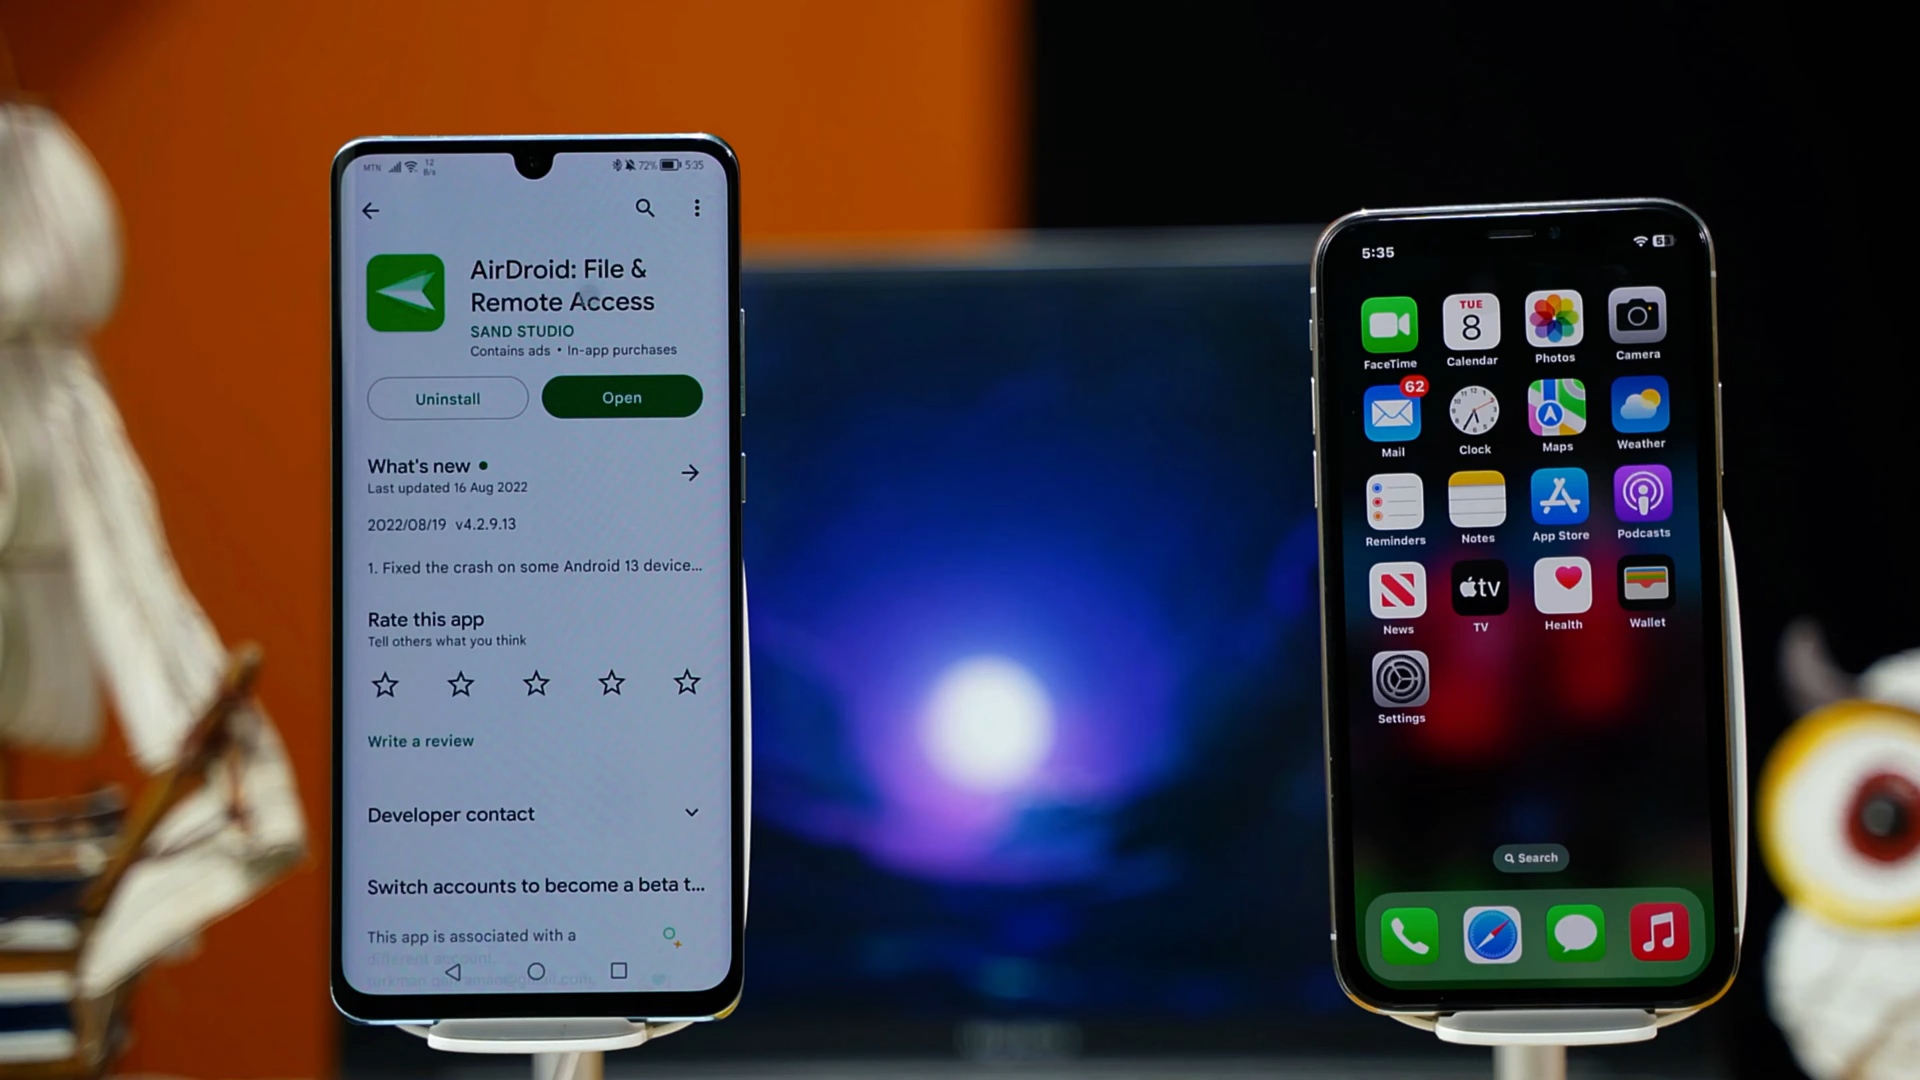 MTN
12
B/s
72%
5:35
AirDroid: File &
Remote Access
SAND STUDIO
Contains ads • In-app purchases
Uninstall
Open
What's new
Last updated 16 Aug 2022
2022/08/19 v4.2.9.13
1. Fixed the crash on some Android 13 device...
Rate this app
Tell others what you think
Write a review
Developer contact
Switch accounts to become a beta t...
This app is associated with a
different account,
5:35
TUE
8
FaceTime
Calendar
Photos
Camera
62
Mail
Clock
Maps
Weather
Reminders
Notes
App Store
Podcasts
tv
News
TV
Health
Wallet
Settings
Search